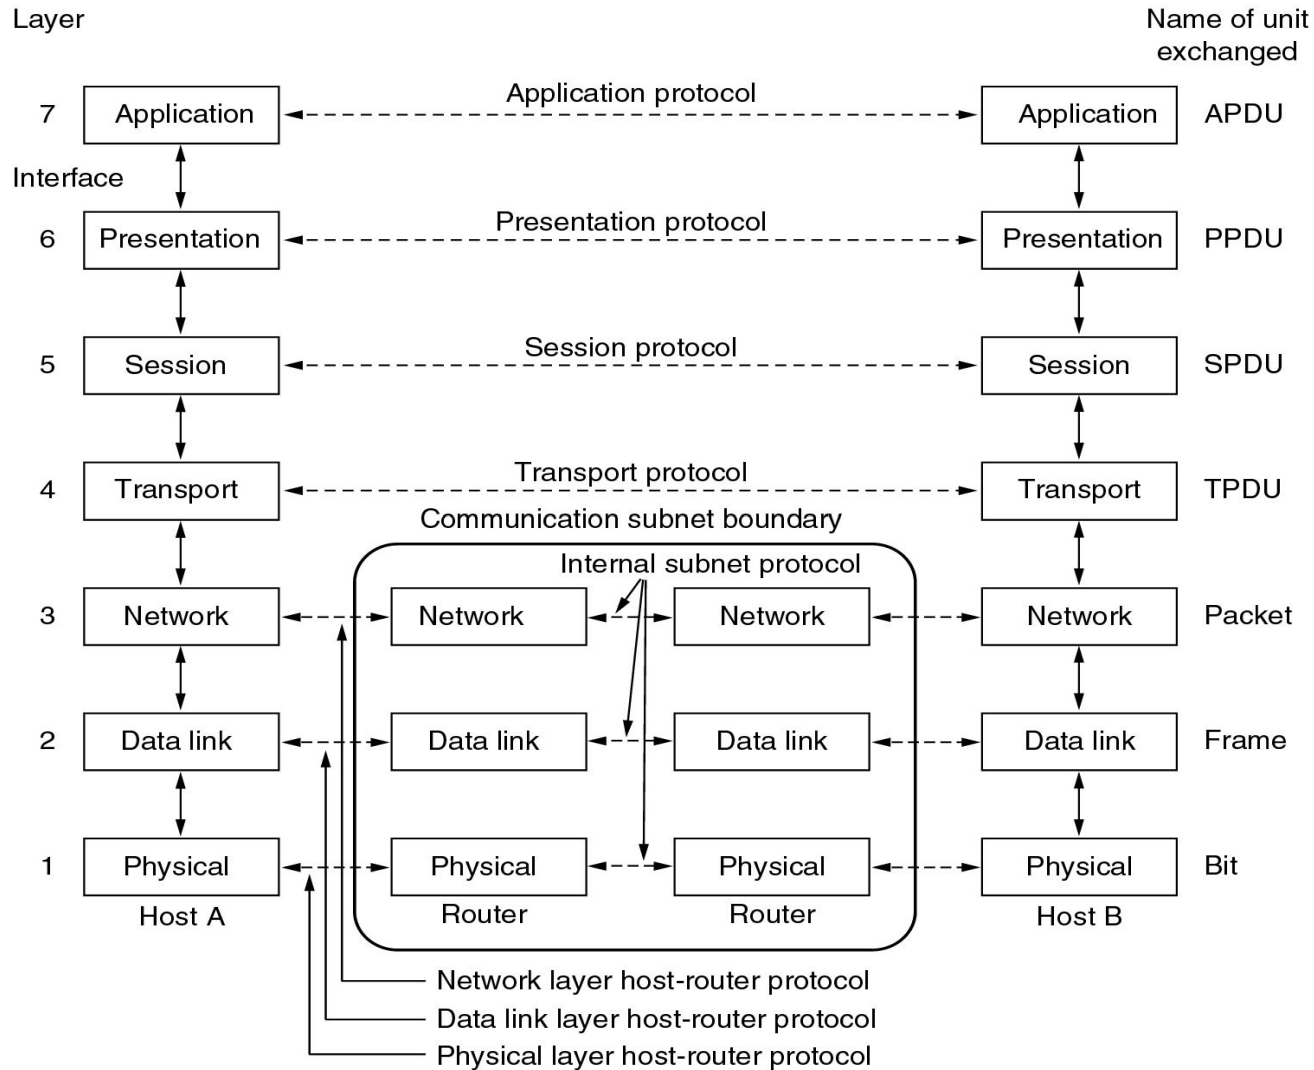 Layer
Name of unit
exchanged
Application protocol
7
Application
Application
APDU
Interface
Presentation protocol
6
Presentation
Presentation
PPDU
Session protocol
5
Session
Session
SPDU
Transport protocol
4
Transport
Transport
TPDU
Communication subnet boundary
Internal subnet protocol
3
Network
Network
Network
Network
Packet
2
Data link
Data link
Data link
Data link
Frame
1
Physical
Physical
Physical
Physical
Bit
Host A
Router
Router
Host B
Network layer host-router protocol
Data link layer host-router protocol
Physical layer host-router protocol